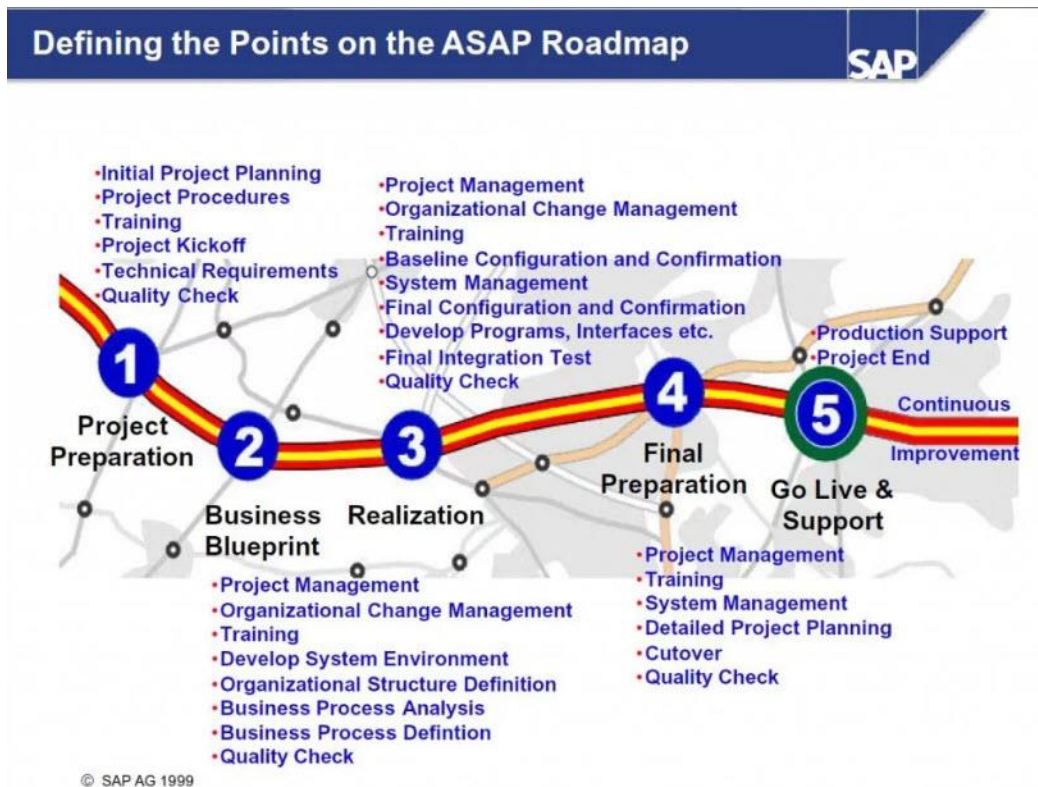 Defining the Points on the ASAP Roadmap
SAP
•Initial Project Planning
•Project Procedures
•Training
•Project Kickoff
•Technical Requirements
•Quality Check
•Project Management
•Organizational Change Management
•Training
•Baseline Configuration and Confirmation
•System Management
•Final Configuration and Confirmation
•Develop Programs, Interfaces etc.
•Final Integration Test
•Quality Check
•Production Support
•Project End
1
Project
Preparation
2
Business
Blueprint
3
Realization
4
Final
Preparation
5
Go Live &
Support
Continuous
Improvement
•Project Management
•Organizational Change Management
•Training
•Develop System Environment
•Organizational Structure Definition
•Business Process Analysis
•Business Process Defintion
•Quality Check
•Project Management
•Training
•System Management
•Detailed Project Planning
•Cutover
•Quality Check
© SAP AG 1999